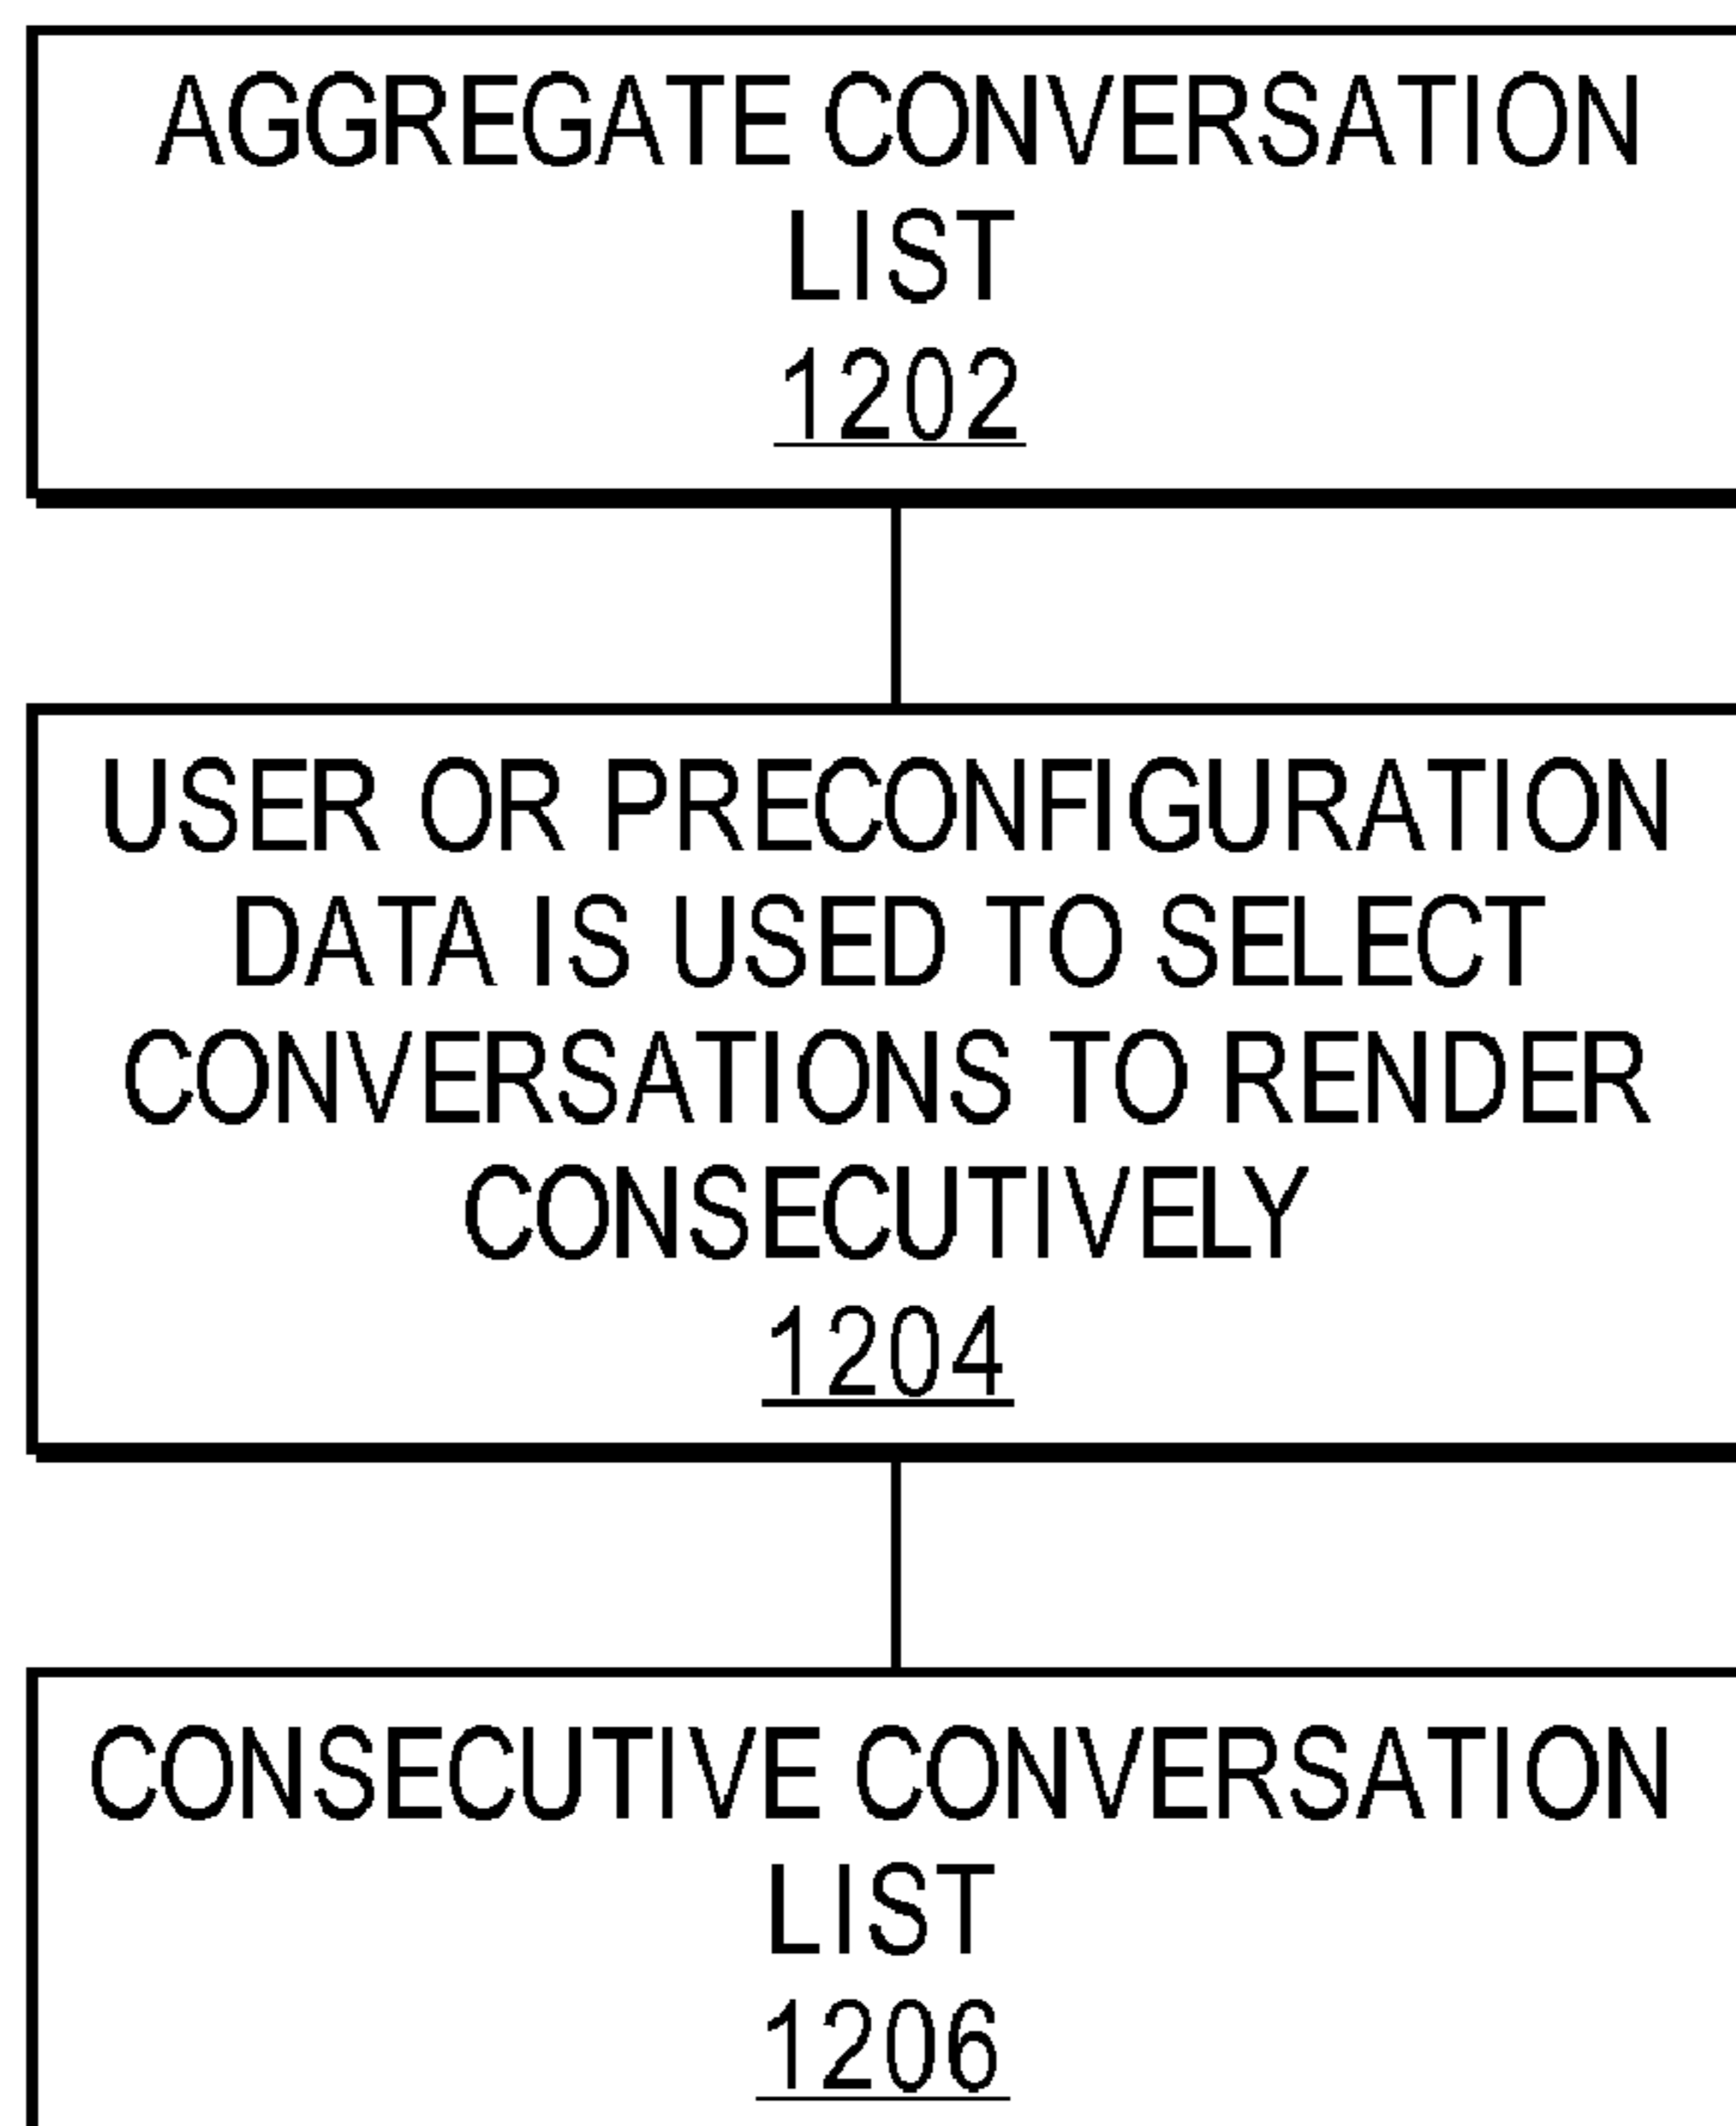 AGGREGATE CONVERSATION
LIST
1202
USER OR PRECONFIGURATION
DATA IS USED TO SELECT
CONVERSATIONS TO RENDER
CONSECUTIVELY
1204
CONSECUTIVE CONVERSATION
LIST
1206